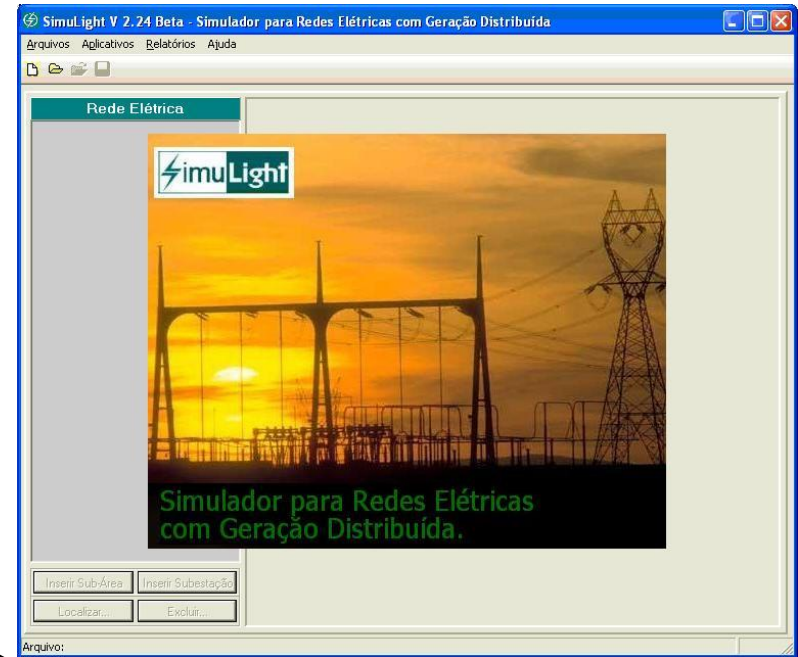 SimuLight V 2.24 Beta - Simulador para Redes Elétricas com Geração Distribuída
Arquivos Aplicativos Relatórios Ajuda
Rede Elétrica
SimuLight
Simulador para Redes Elétricas
com Geração Distribuída.
Inserir Sub-Área Inserir Subestação
Localizar... Excluir...
Arquivo: